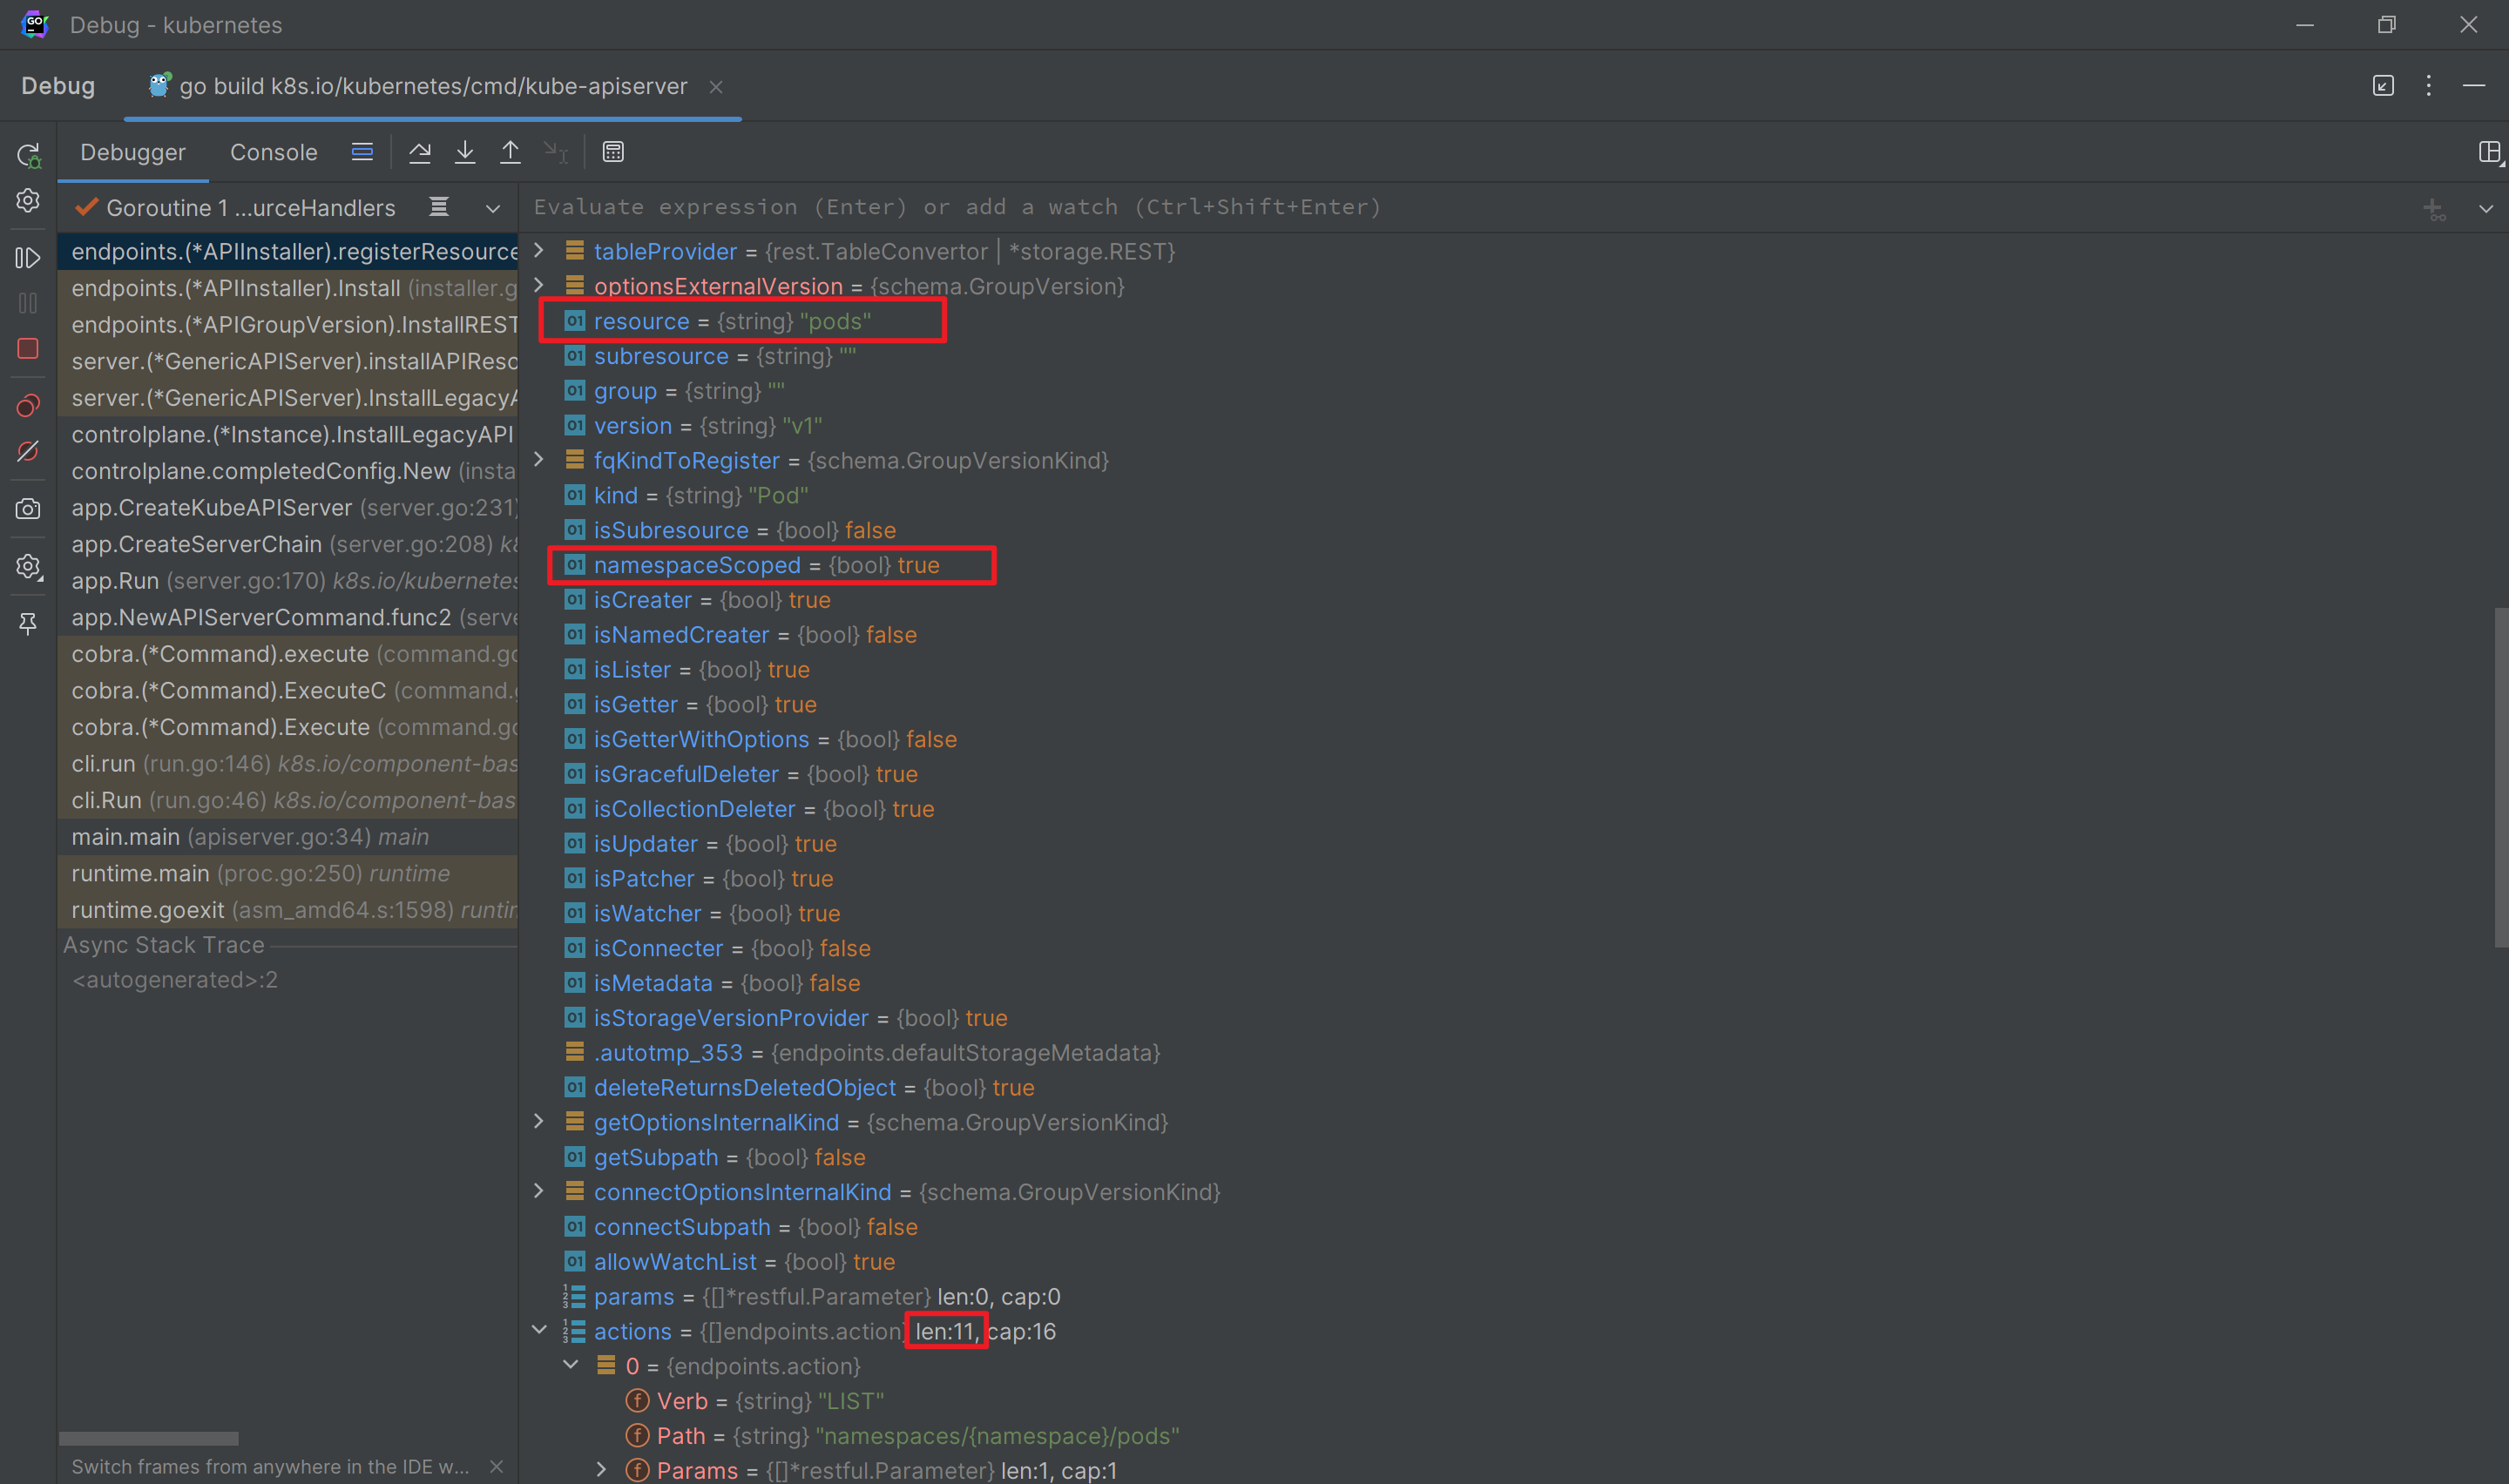 Debug - kubernetes
Debug
go build k8s.io/kubernetes/cmd/kube-apiserver
Debugger
Console
Goroutine 1 ...urceHandlers
endpoints.(*APIInstaller).registerResource
endpoints.(*APIInstaller).Install (installer.g
endpoints.(*APIGroupVersion).InstallREST
server.(*GenericAPIServer).installAPIReso
server.(*GenericAPIServer).InstallLegacyA
controlplane.(*Instance).InstallLegacyAPI
controlplane.completedConfig.New (insta
app.CreateKubeAPIServer (server.go:231)
app.CreateServerChain (server.go:208) k8
app.Run (server.go:170) k8s.io/kubernetes
app.NewAPIServerCommand.func2 (serve
cobra.(*Command).execute (command.go
cobra.(*Command).ExecuteC (command.g
cobra.(*Command).Execute (command.go
cli.run (run.go:146) k8s.io/component-bas
cli.Run (run.go:46) k8s.io/component-bas
main.main (apiserver.go:34) main
runtime.main (proc.go:250) runtime
runtime.goexit (asm_amd64.s:1598) runtim
Async Stack Trace
<autogenerated>:2
Switch frames from anywhere in the IDE w...
Evaluate expression (Enter) or add a watch (Ctrl+Shift+Enter)
tableProvider = {rest.TableConvertor | *storage.REST}
optionsExternalVersion = {schema.GroupVersion}
resource = {string} "pods"
subresource = {string} ""
group = {string} ""
version = {string} "v1"
fqKindToRegister = {schema.GroupVersionKind}
kind = {string} "Pod"
isSubresource = {bool} false
namespaceScoped = {bool} true
isCreater = {bool} true
isNamedCreater = {bool} false
isLister = {bool} true
isGetter = {bool} true
isGetterWithOptions = {bool} false
isGracefulDeleter = {bool} true
isCollectionDeleter = {bool} true
isUpdater = {bool} true
isPatcher = {bool} true
isWatcher = {bool} true
isConnecter = {bool} false
isMetadata = {bool} false
isStorageVersionProvider = {bool} true
.autotmp_353 = {endpoints.defaultStorageMetadata}
deleteReturnsDeletedObject = {bool} true
getOptionsInternalKind = {schema.GroupVersionKind}
getSubpath = {bool} false
connectOptionsInternalKind = {schema.GroupVersionKind}
connectSubpath = {bool} false
allowWatchList = {bool} true
params = {[]*restful.Parameter} len:0, cap:0
actions = {[]endpoints.action} len:11, cap:16
0 = {endpoints.action}
Verb = {string} "LIST"
Path = {string} "namespaces/{namespace}/pods"
Params = {[]*restful.Parameter} len:1, cap:1